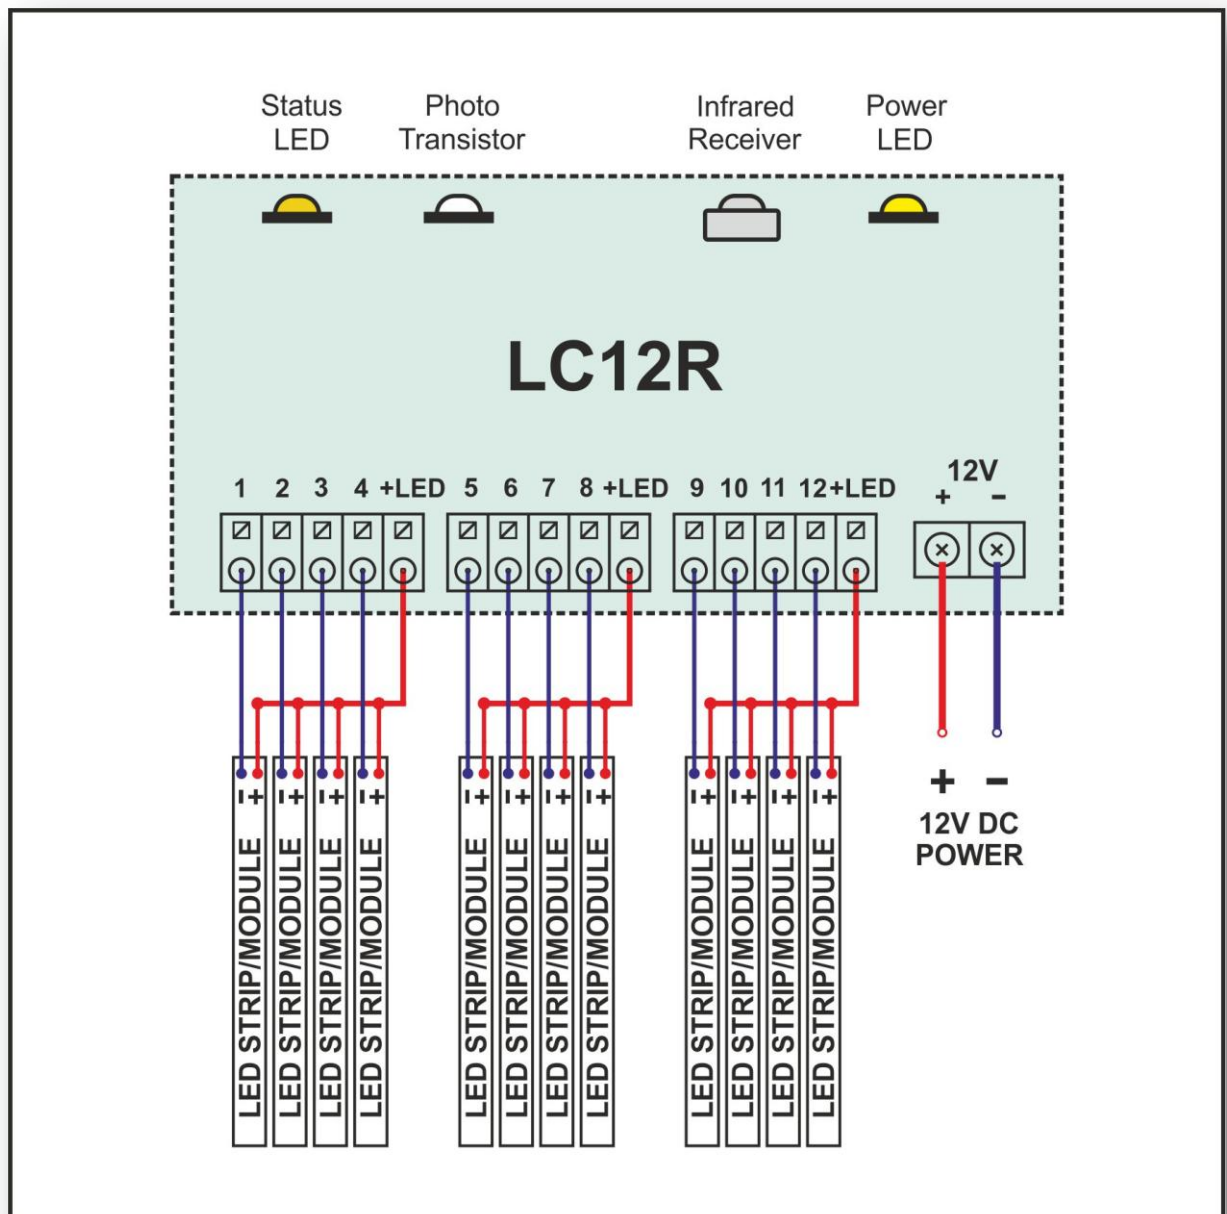 Status
LED
Photo
Transistor
Infrared
Receiver
Power
LED
LC12R
1 2 3 4 +LED 5 6 7 8 +LED 9 10 11 12 +LED
12V
+ −
− + − + − + − + − + − + − + − + − + − + − + − +
LED STRIP/MODULE
LED STRIP/MODULE
LED STRIP/MODULE
LED STRIP/MODULE
LED STRIP/MODULE
LED STRIP/MODULE
LED STRIP/MODULE
LED STRIP/MODULE
LED STRIP/MODULE
LED STRIP/MODULE
LED STRIP/MODULE
LED STRIP/MODULE
+ −
12V DC
POWER